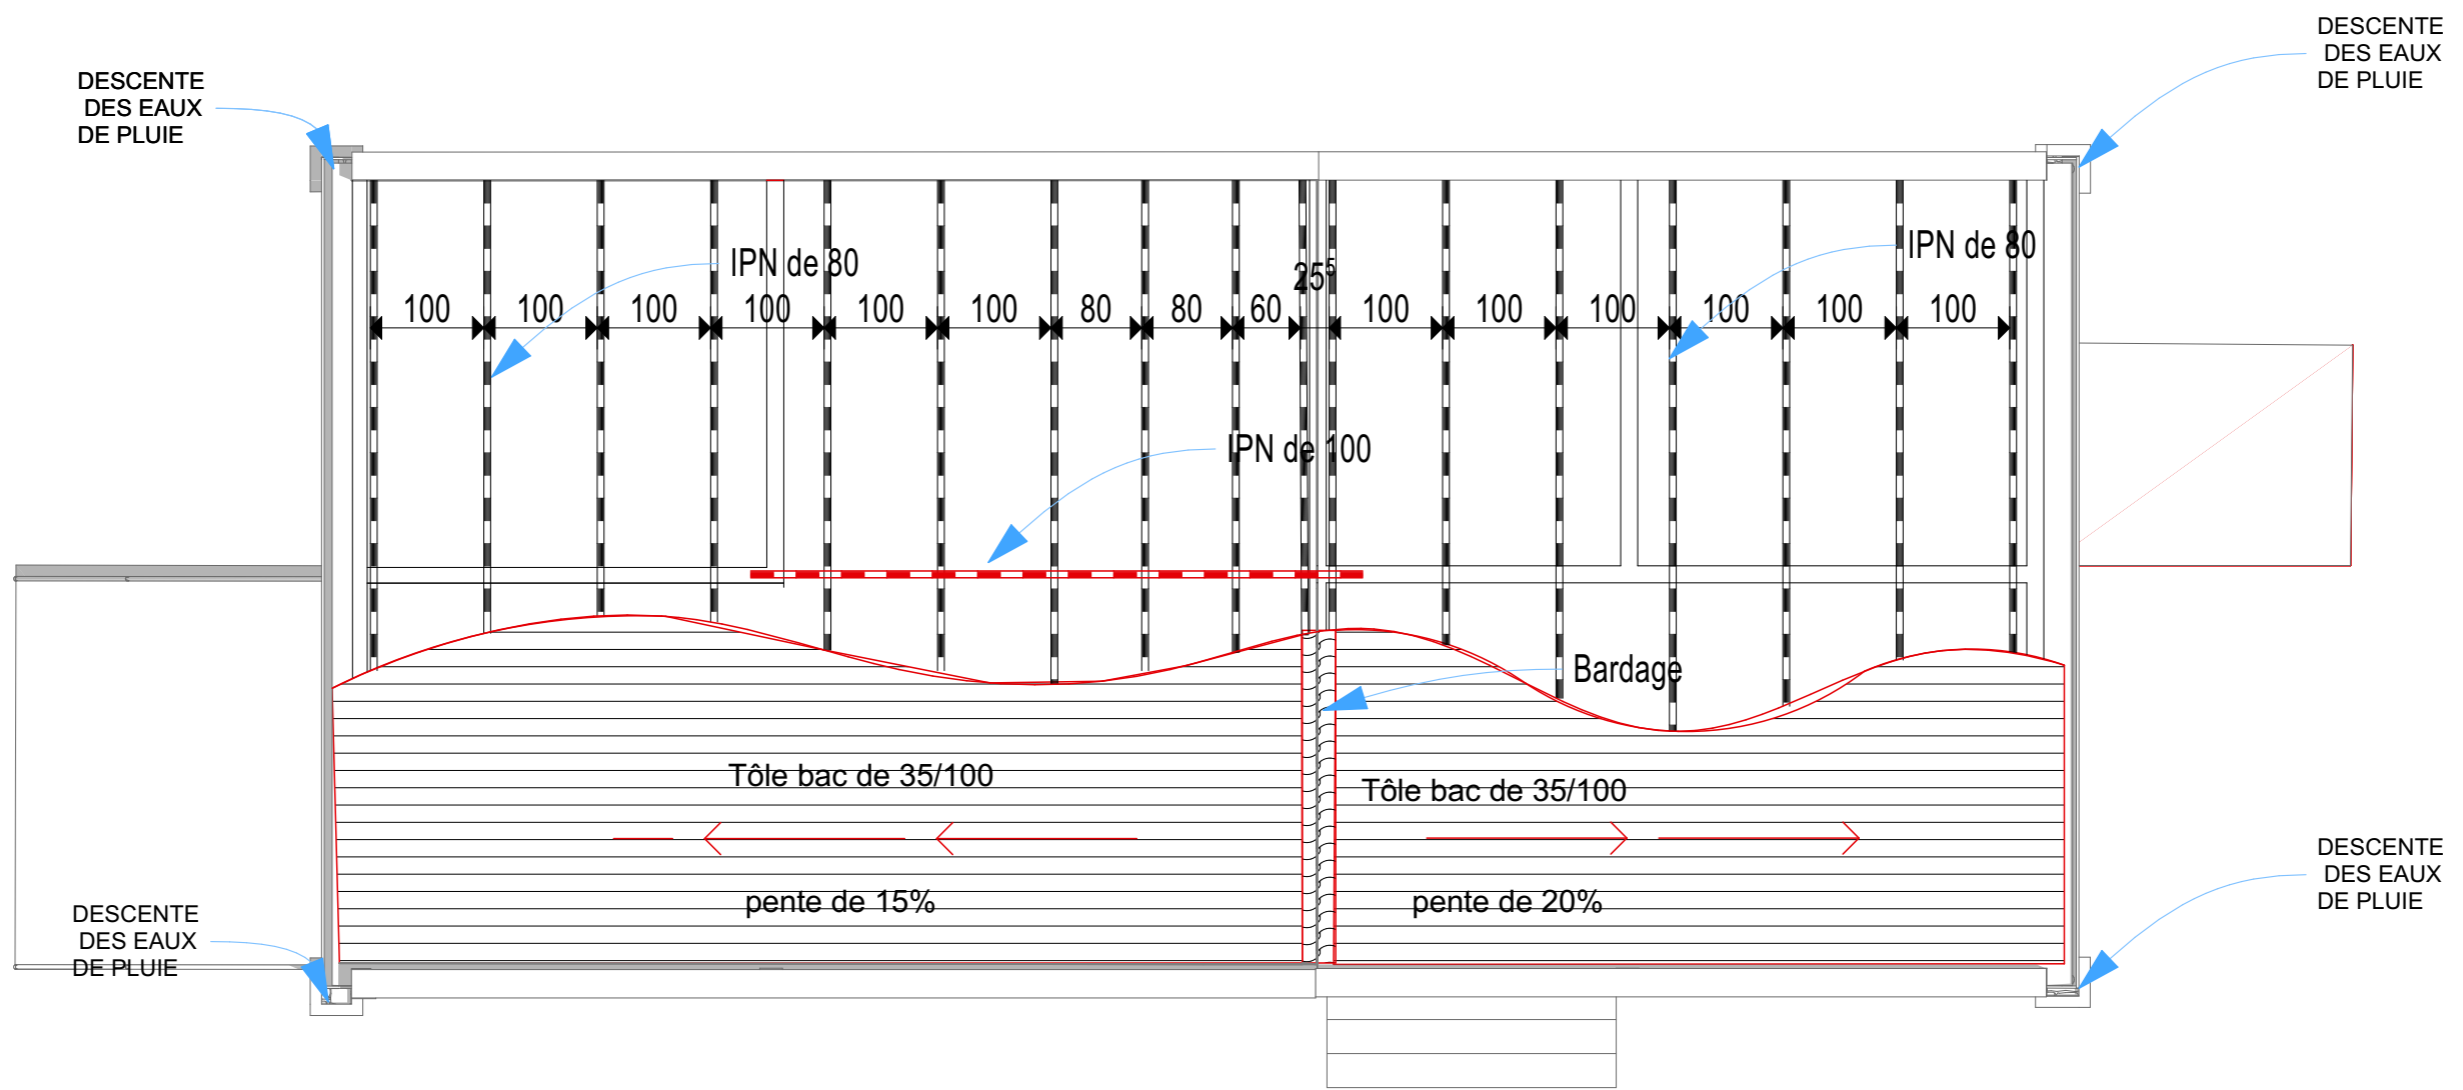 DESCENTE
DES EAUX
DE PLUIE
DESCENTE
DES EAUX
DE PLUIE
IPN de 80
IPN de 80
25⁵
100 100 100 100 100 100 80 80 60 100 100 100 100 100 100
IPN de 100
Bardage
Tôle bac de 35/100
Tôle bac de 35/100
pente de 15%
pente de 20%
DESCENTE
DES EAUX
DE PLUIE
DESCENTE
DES EAUX
DE PLUIE